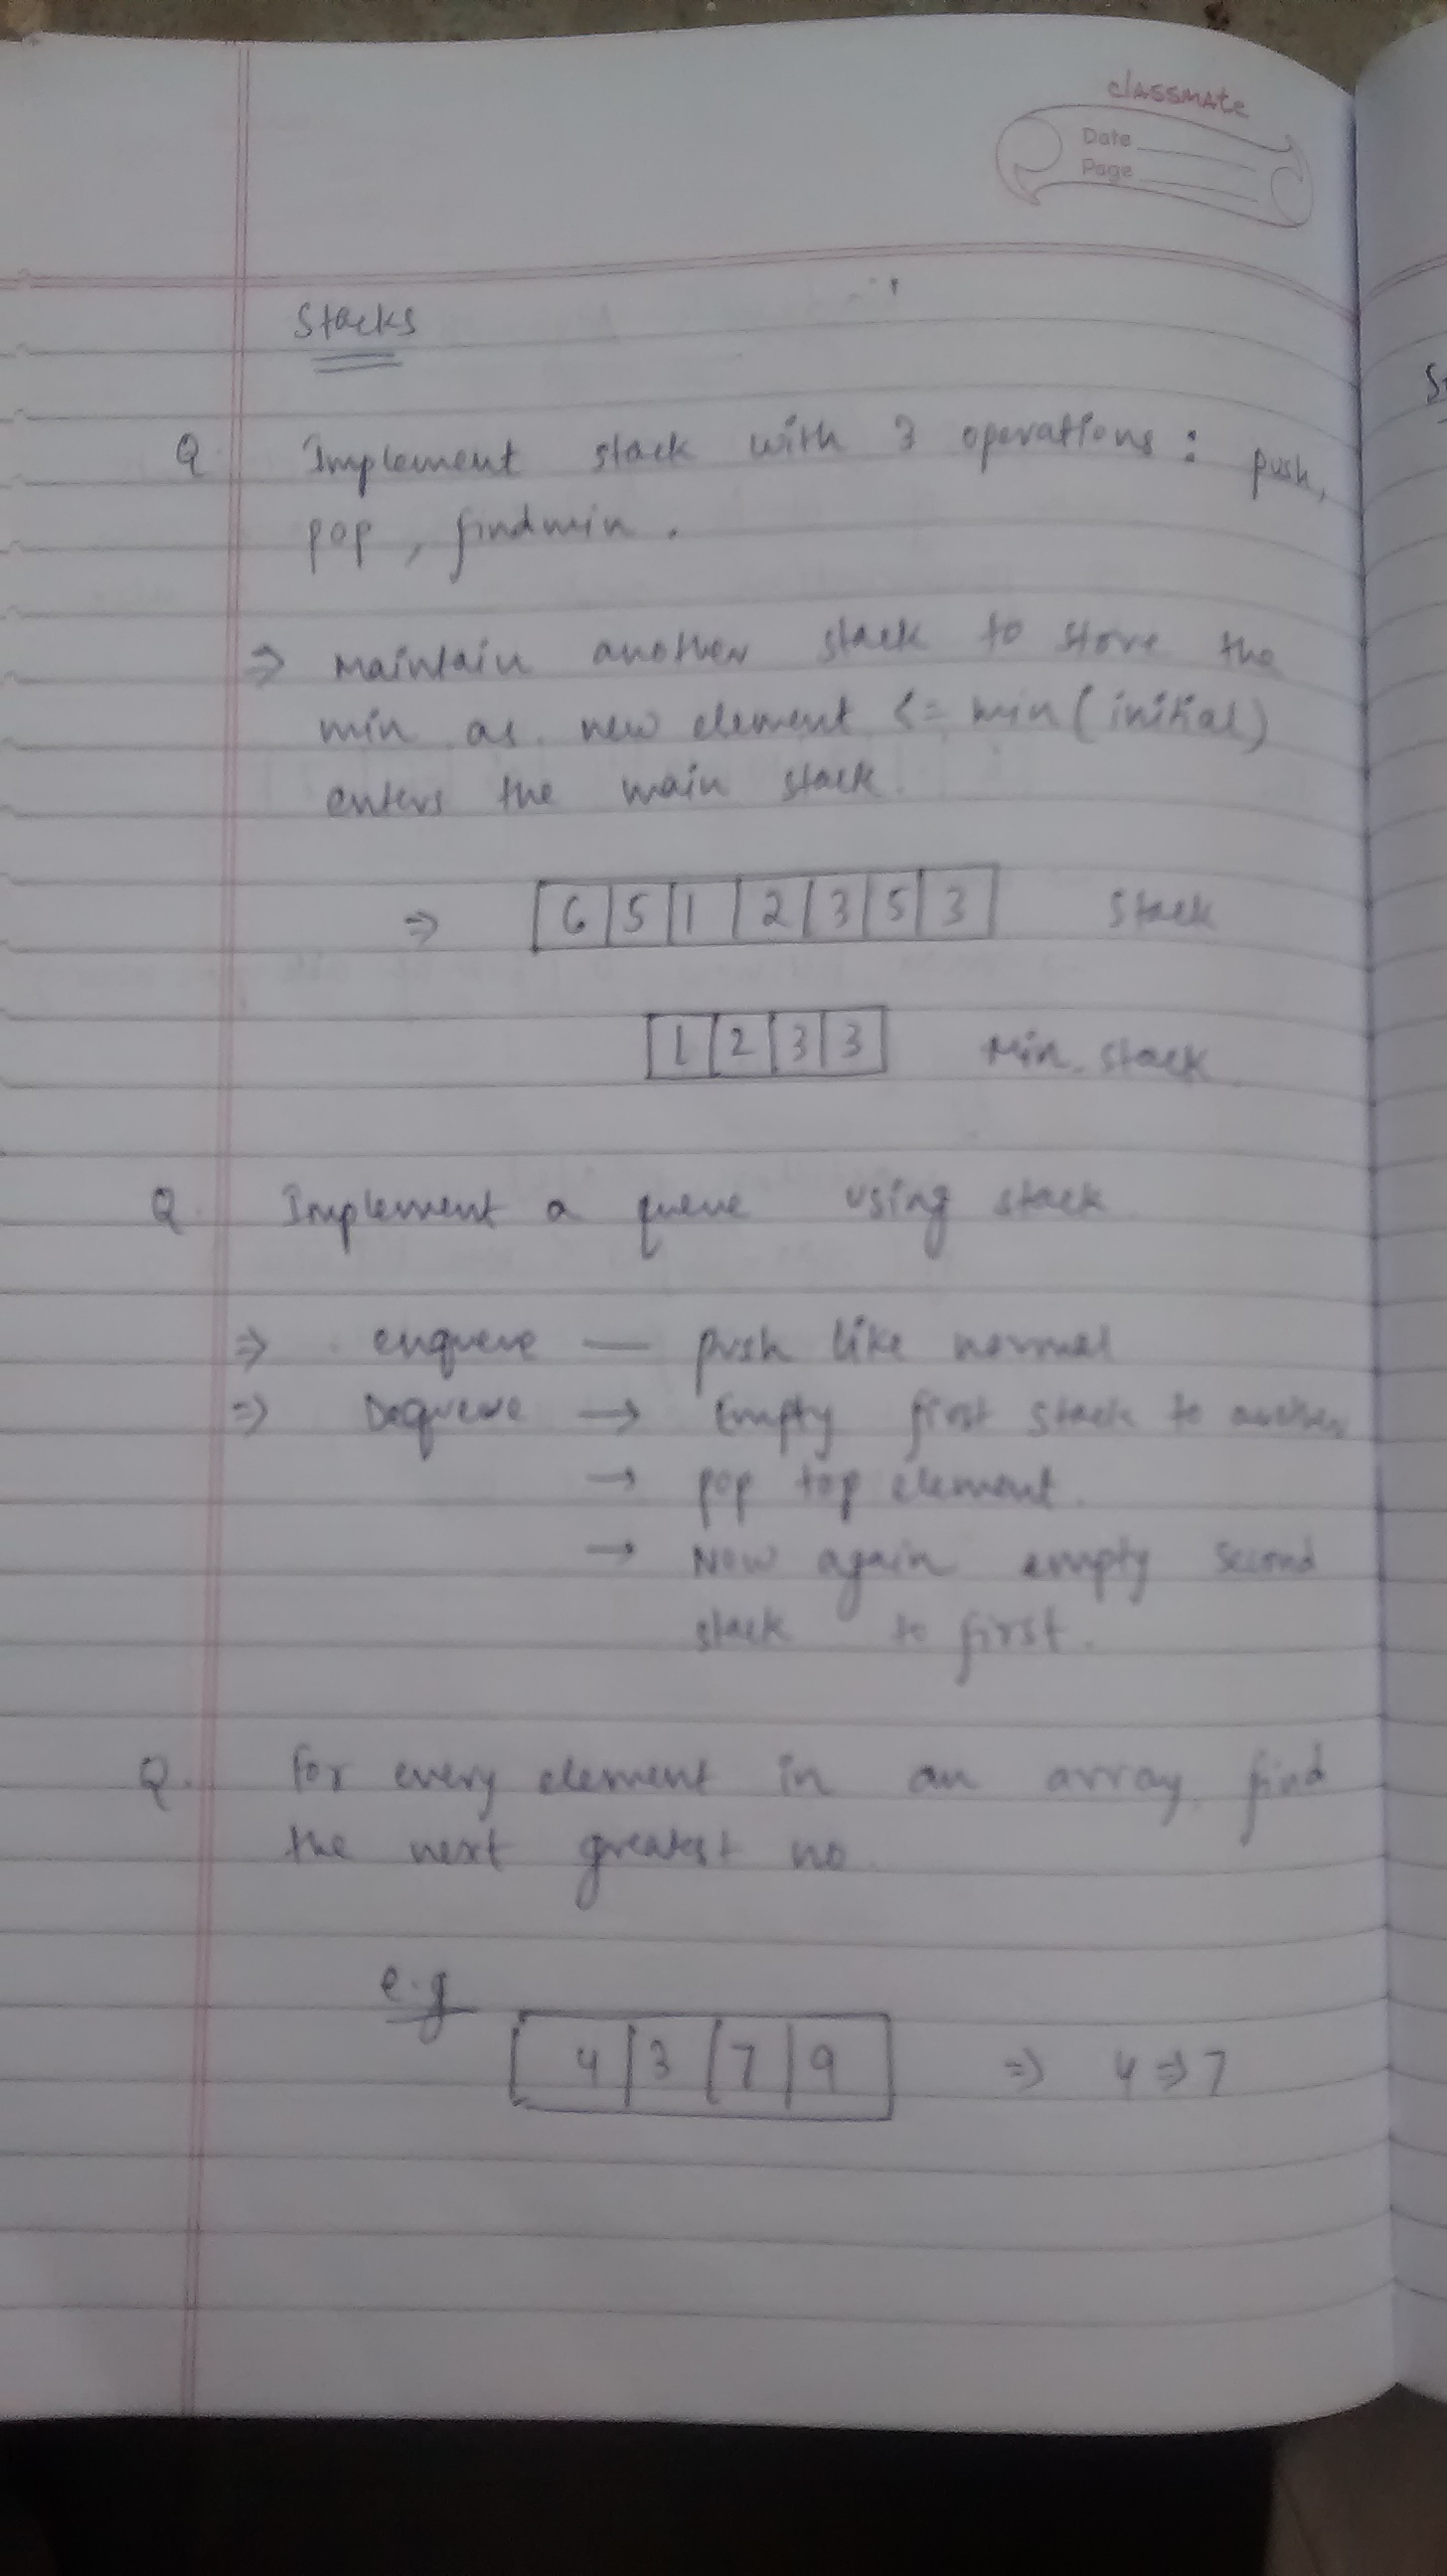 classmate
Date
Page
Stacks
Q. Implement stack with 3 operations: push,
pop, findmin.
⇒ Maintain another stack to store the
min as new element <= min (initial)
enters the main stack.
⇒ 6 5 1 2 3 5 3 Stack
1 2 3 3 Min. stack
Q. Implement a queue using stack
⇒ enqueue — push like normal
⇒ Dequeue → Empty first stack to another
→ pop top element.
→ Now again empty second
stack to first.
Q. For every element in an array, find
the next greatest no.
e.g
4 3 7 9 ⇒ 4 ⇒ 7